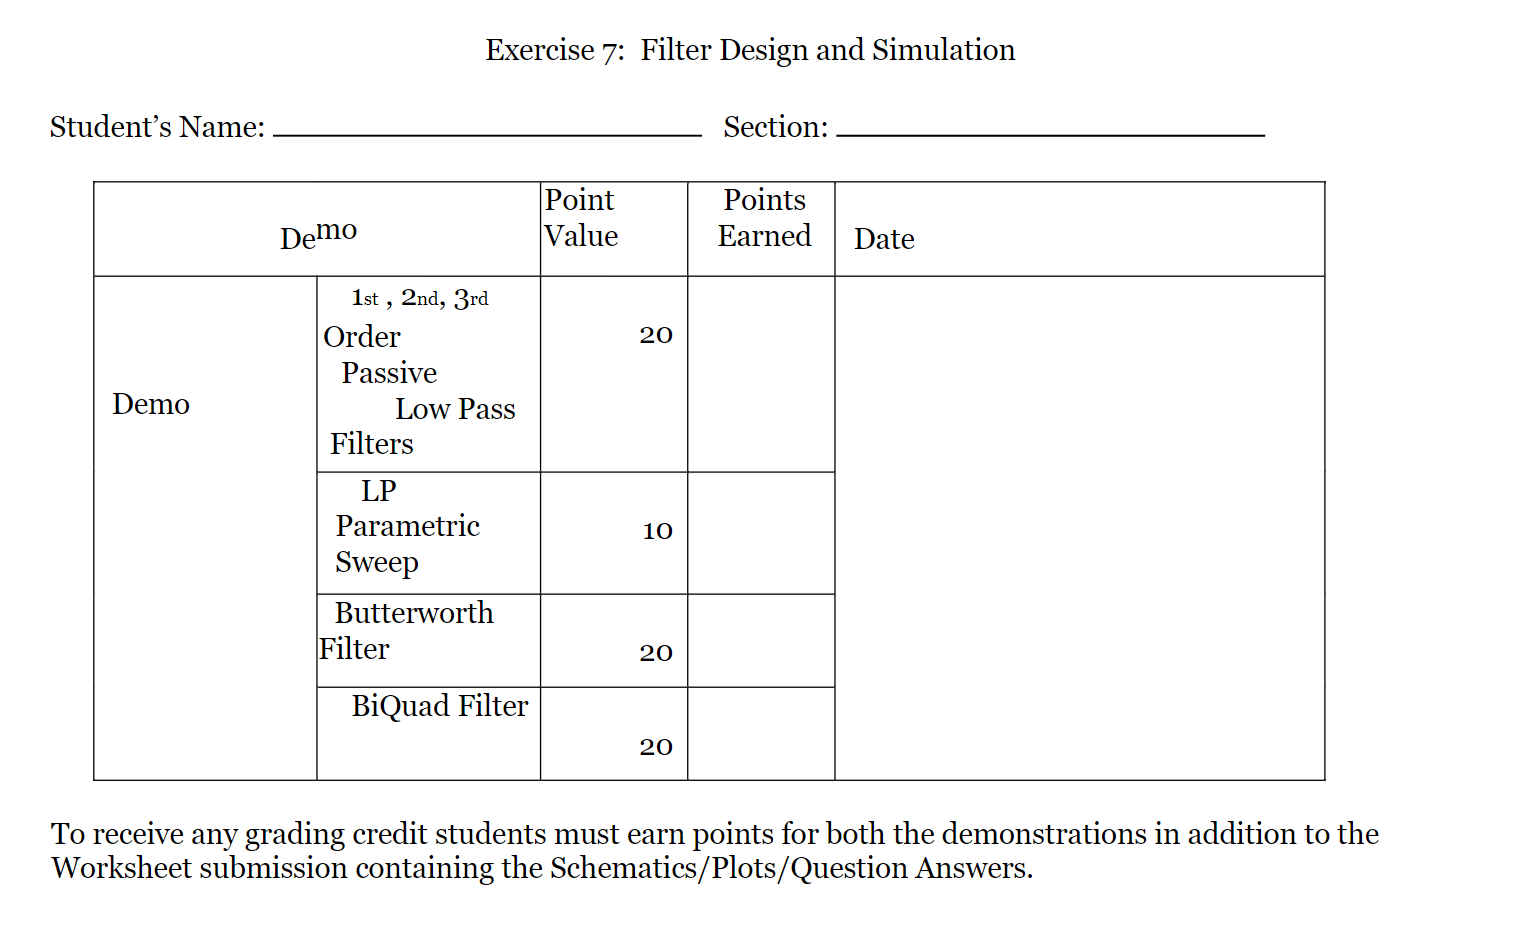 Exercise 7:  Filter Design and Simulation
Student’s Name: Section:
Demo
Point
Value
Points
Earned
Date
Demo
1st , 2nd, 3rd
Order
Passive
Low Pass
Filters
20
LP
Parametric
Sweep
10
Butterworth
Filter
20
BiQuad Filter
20
To receive any grading credit students must earn points for both the demonstrations in addition to the
Worksheet submission containing the Schematics/Plots/Question Answers.